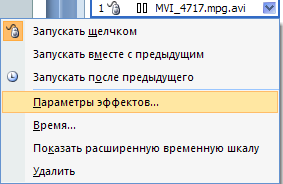 1 MVI_4717.mpg.avi
Запускать щелчком
Запускать вместе с предыдущим
Запускать после предыдущего
Параметры эффектов...
Время...
Показать расширенную временную шкалу
Удалить